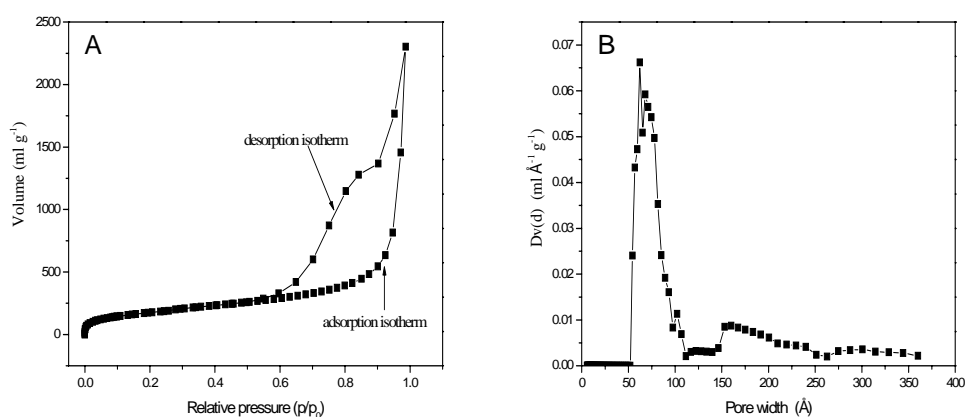 A
2500
2000
1500
1000
500
0
Volume (ml g⁻¹)
desorption isotherm
adsorption isotherm
0.0 0.2 0.4 0.6 0.8 1.0
Relative pressure (p/p₀)
B
0.07
0.06
0.05
0.04
0.03
0.02
0.01
0.00
Dv(d) (ml Å⁻¹ g⁻¹)
0 50 100 150 200 250 300 350 400
Pore width (Å)